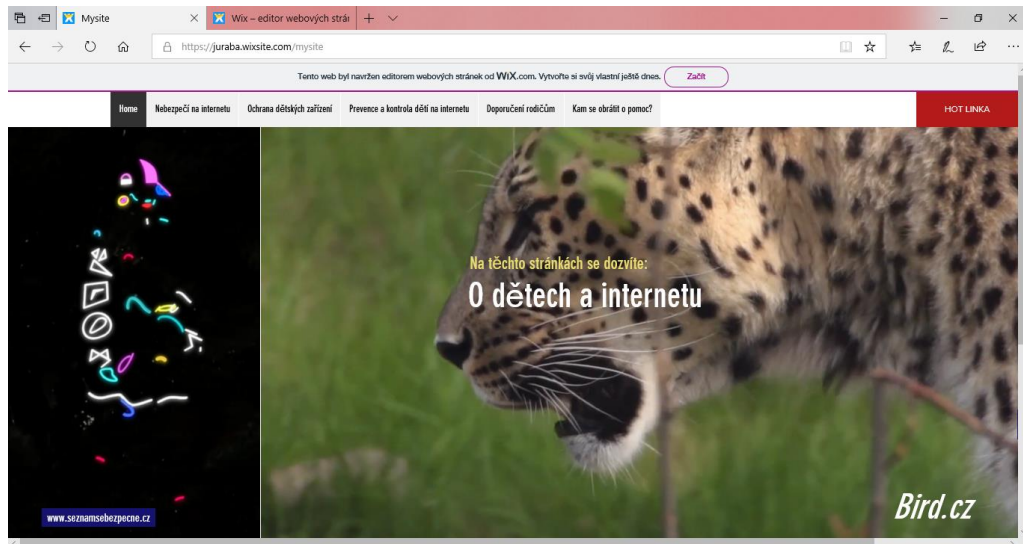 Mysite
Wix – editor webových strán
https://juraba.wixsite.com/mysite
Tento web byl navržen editorem webových stránek od WiX.com. Vytvořte si svůj vlastní ještě dnes. Začít
Home Nebezpečí na internetu Ochrana dětských zařízení Prevence a kontrola dětí na internetu Doporučení rodičům Kam se obrátit o pomoc? HOT LINKA
Na těchto stránkách se dozvíte:
O dětech a internetu
Bird.cz
www.seznamsebezpecne.cz